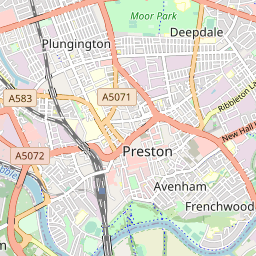 Moor Park
Deepdale
Plungington
Ribbleton La
A583
A5071
New Hall
A5072
Preston
Avenham
Frenchwood